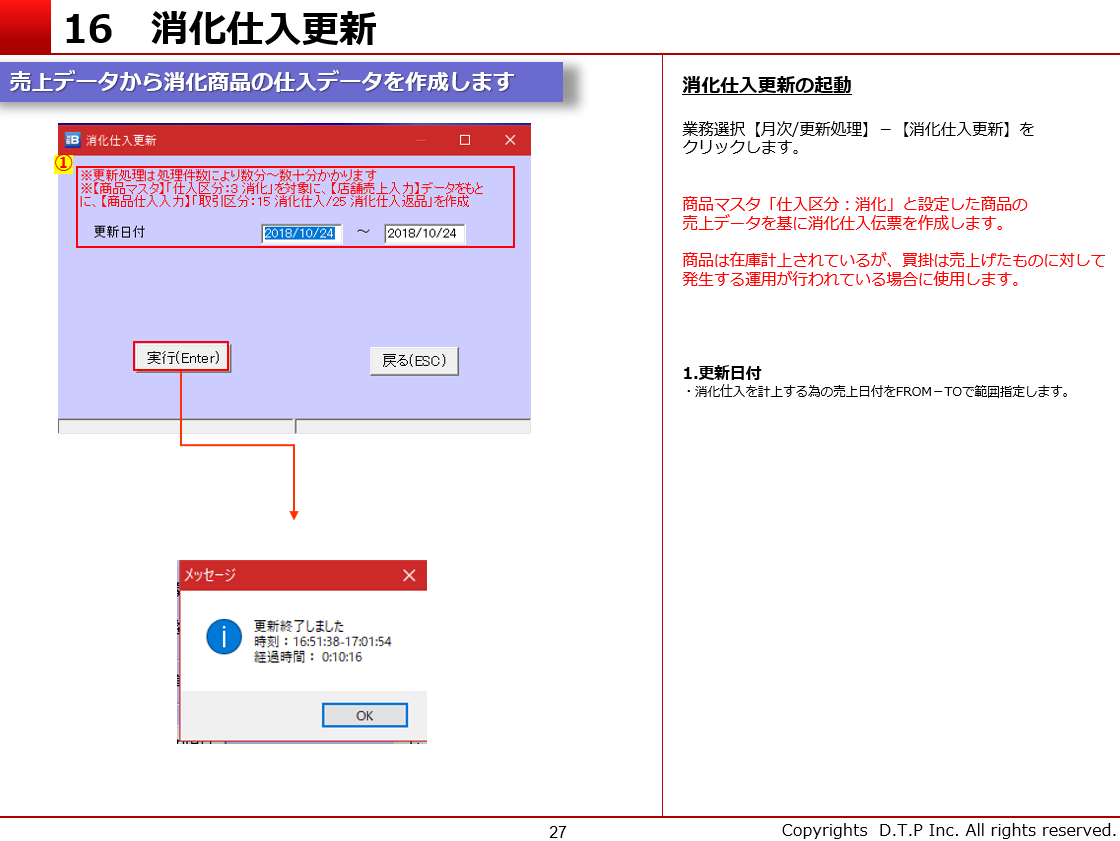 16 消化仕入更新
売上データから消化商品の仕入データを作成します
消化仕入更新
①
※更新処理は処理件数により数分～数十分かかります
※【商品マスタ】「仕入区分：3 消化」を対象に、【店舗売上入力】データをもと
に、【商品仕入入力】「取引区分：15 消化仕入/25 消化仕入返品」を作成
更新日付 2018/10/24 ～ 2018/10/24
実行(Enter) 戻る(ESC)
メッセージ
更新終了しました
時刻：16:51:38-17:01:54
経過時間： 0:10:16
OK
消化仕入更新の起動
業務選択【月次/更新処理】－【消化仕入更新】を
クリックします。
商品マスタ「仕入区分：消化」と設定した商品の
売上データを基に消化仕入伝票を作成します。
商品は在庫計上されているが、買掛は売上げたものに対して
発生する運用が行われている場合に使用します。
1.更新日付
・消化仕入を計上する為の売上日付をFROM－TOで範囲指定します。
27
Copyrights D.T.P Inc. All rights reserved.